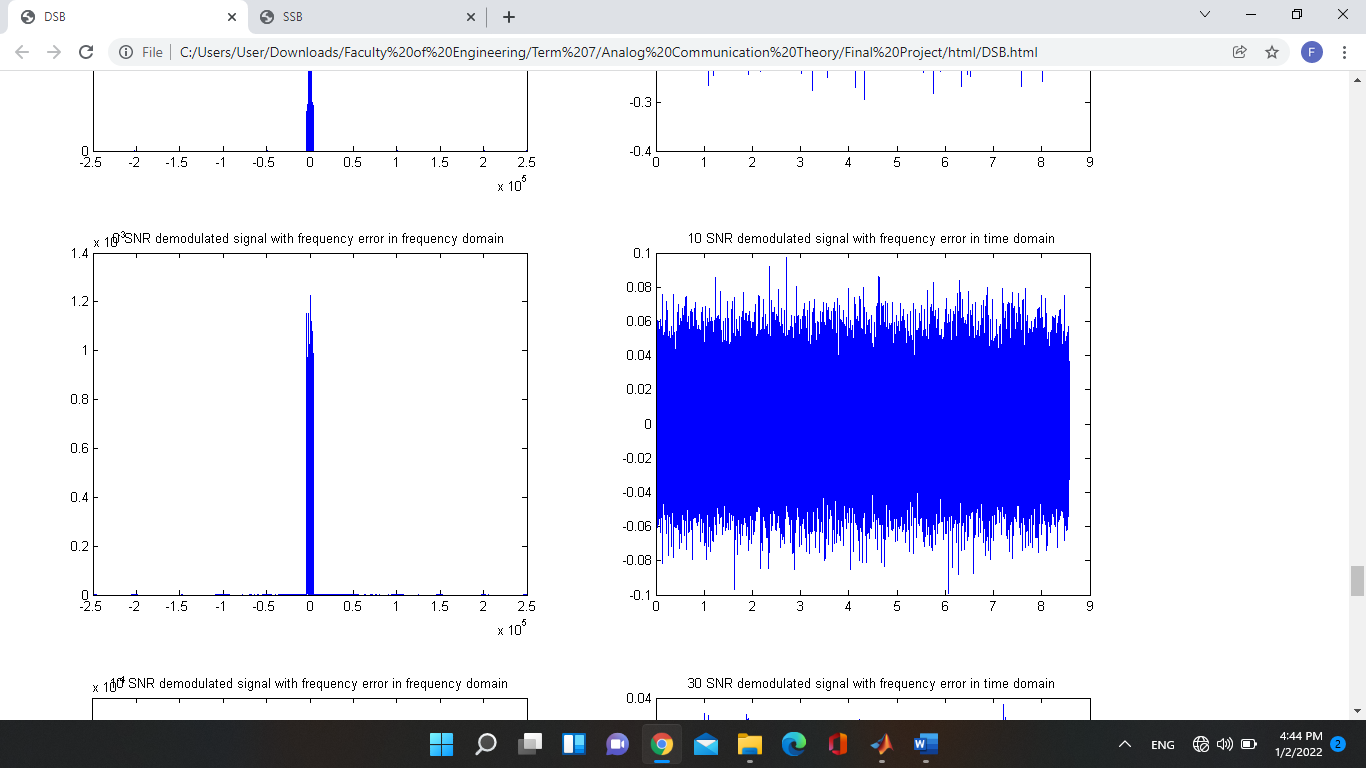 DSB
SSB
File
C:/Users/User/Downloads/Faculty%20of%20Engineering/Term%207/Analog%20Communication%20Theory/Final%20Project/html/DSB.html
F
0
-2.5 -2 -1.5 -1 -0.5 0 0.5 1 1.5 2 2.5
x 10^5
-0.3
-0.4
0 1 2 3 4 5 6 7 8 9
x 10^-3
0 SNR demodulated signal with frequency error in frequency domain
1.4
1.2
1
0.8
0.6
0.4
0.2
0
-2.5 -2 -1.5 -1 -0.5 0 0.5 1 1.5 2 2.5
x 10^5
10 SNR demodulated signal with frequency error in time domain
0.1
0.08
0.06
0.04
0.02
0
-0.02
-0.04
-0.06
-0.08
-0.1
0 1 2 3 4 5 6 7 8 9
x 10^-4
10 SNR demodulated signal with frequency error in frequency domain
30 SNR demodulated signal with frequency error in time domain
0.04
ENG
4:44 PM
1/2/2022
2